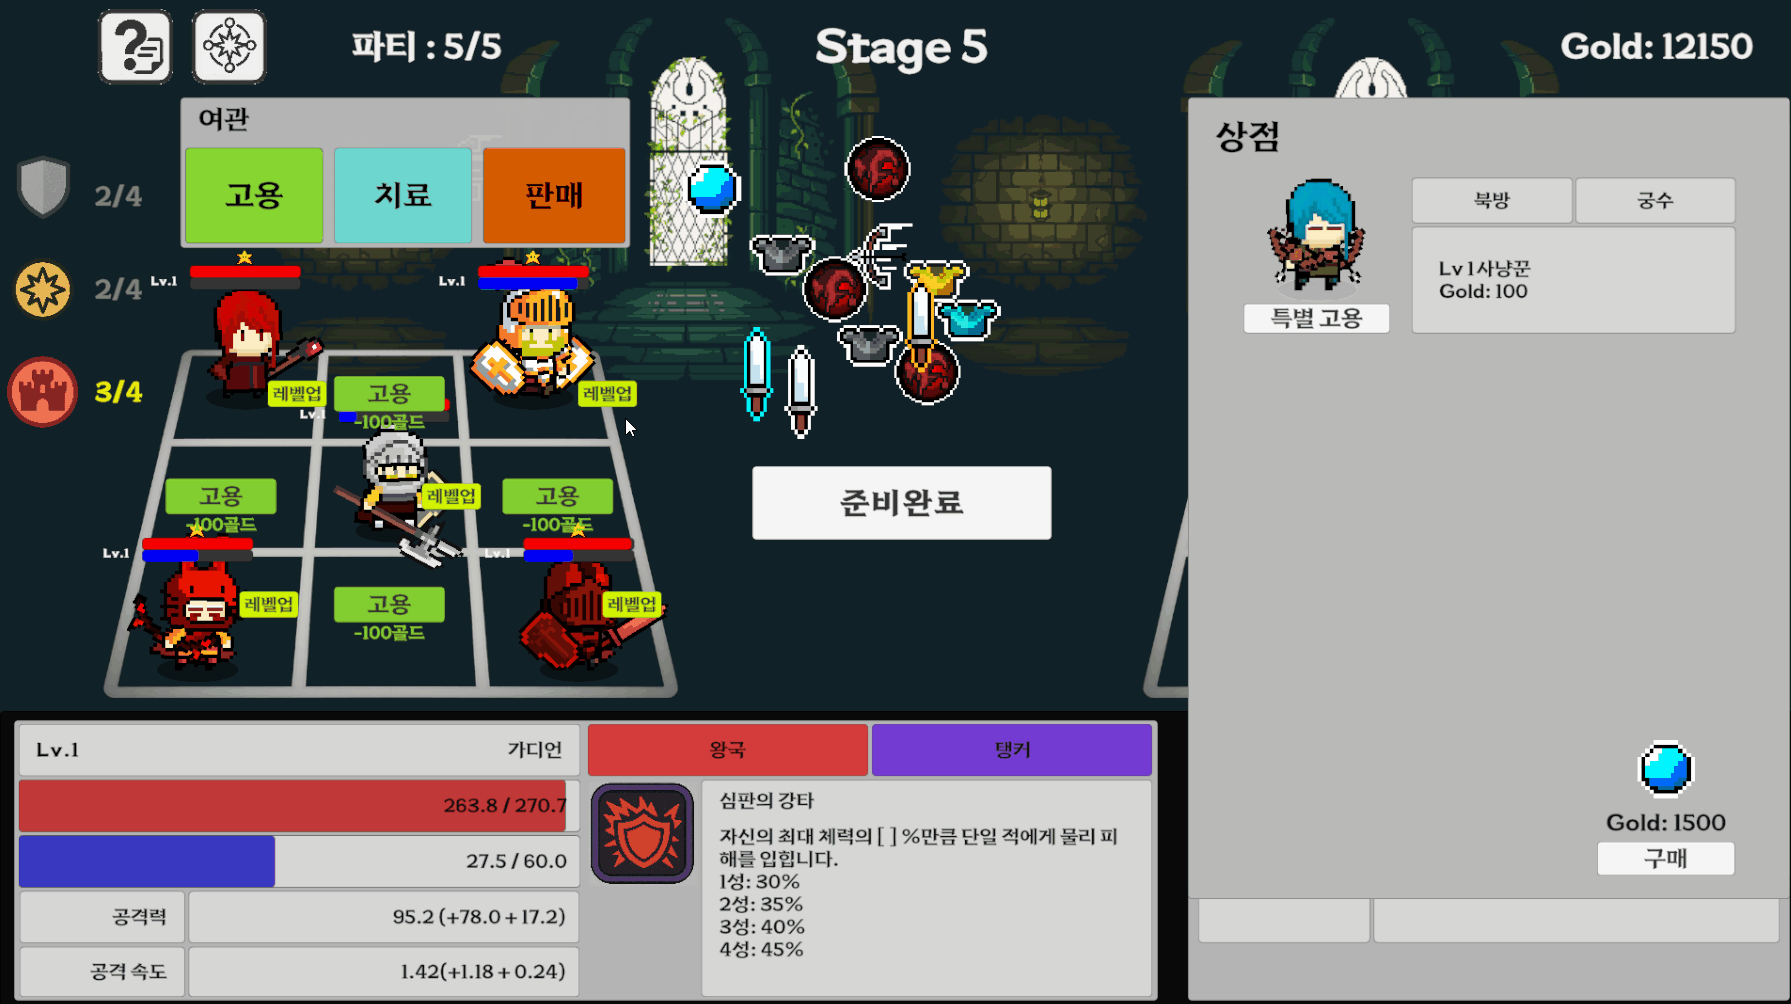 파티 : 5/5
Stage 5
Gold: 12150
여관
고용
치료
판매
2/4
2/4
3/4
Lv.1
Lv.1
레벨업
고용
-100골드
레벨업
Lv.1
고용
-100골드
레벨업
고용
-100골드
Lv.1
Lv.1
레벨업
고용
-100골드
레벨업
준비완료
상점
북방
궁수
Lv1사냥꾼
Gold: 100
특별 고용
Gold: 1500
구매
Lv.1
가디언
263.8 / 270.7
27.5 / 60.0
공격력
95.2 (+78.0 + 17.2)
공격 속도
1.42(+1.18 + 0.24)
왕국
탱커
심판의 강타
자신의 최대 체력의 [ ] %만큼 단일 적에게 물리 피
해를 입힙니다.
1성: 30%
2성: 35%
3성: 40%
4성: 45%